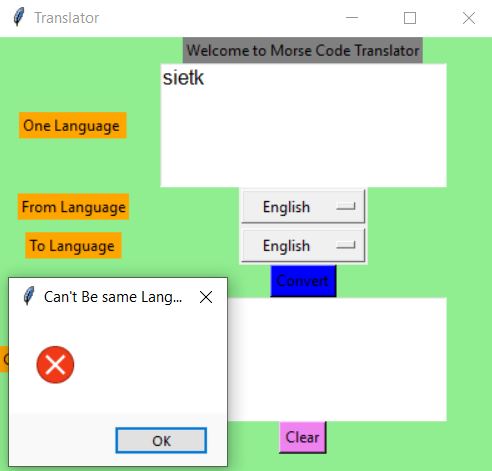 Translator
Welcome to Morse Code Translator
sietk
One Language
From Language
English
To Language
English
Convert
Can't Be same Lang...
OK
Clear